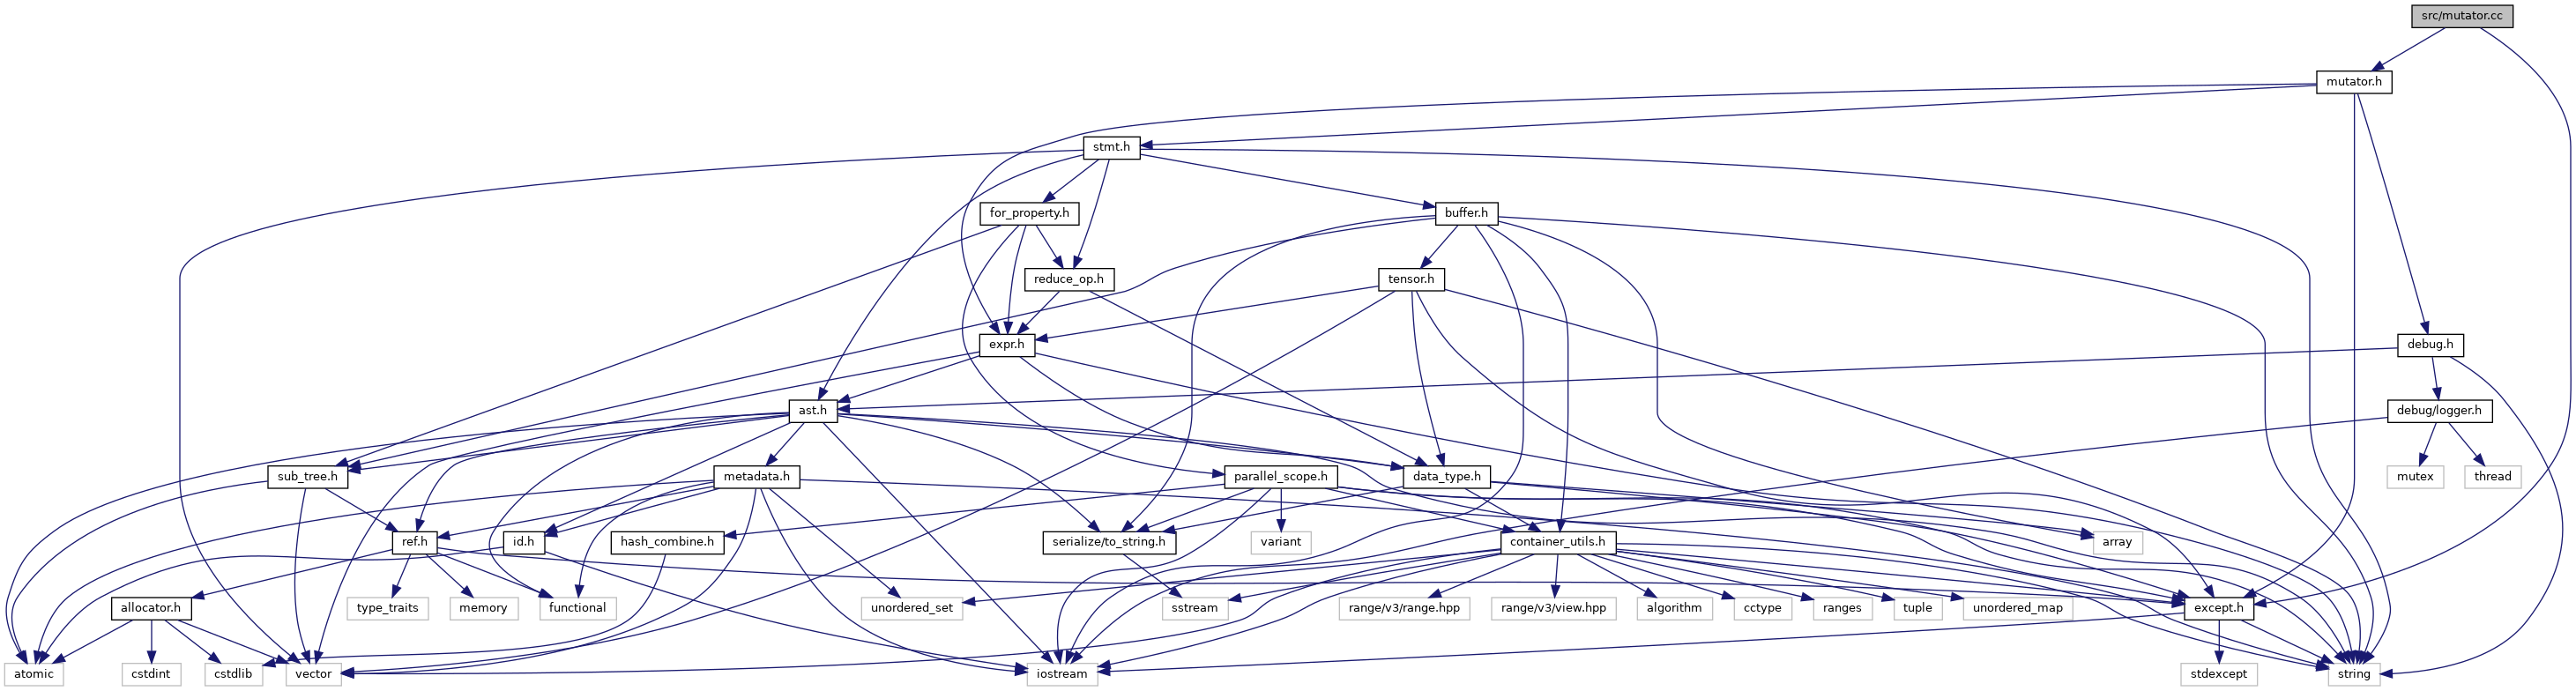 src/mutator.cc
mutator.h
stmt.h
for_property.h
buffer.h
reduce_op.h
tensor.h
expr.h
debug.h
ast.h
debug/logger.h
sub_tree.h
metadata.h
parallel_scope.h
data_type.h
mutex
thread
ref.h
id.h
hash_combine.h
serialize/to_string.h
variant
container_utils.h
array
allocator.h
type_traits
memory
functional
unordered_set
sstream
range/v3/range.hpp
range/v3/view.hpp
algorithm
cctype
ranges
tuple
unordered_map
except.h
atomic
cstdint
cstdlib
vector
iostream
stdexcept
string